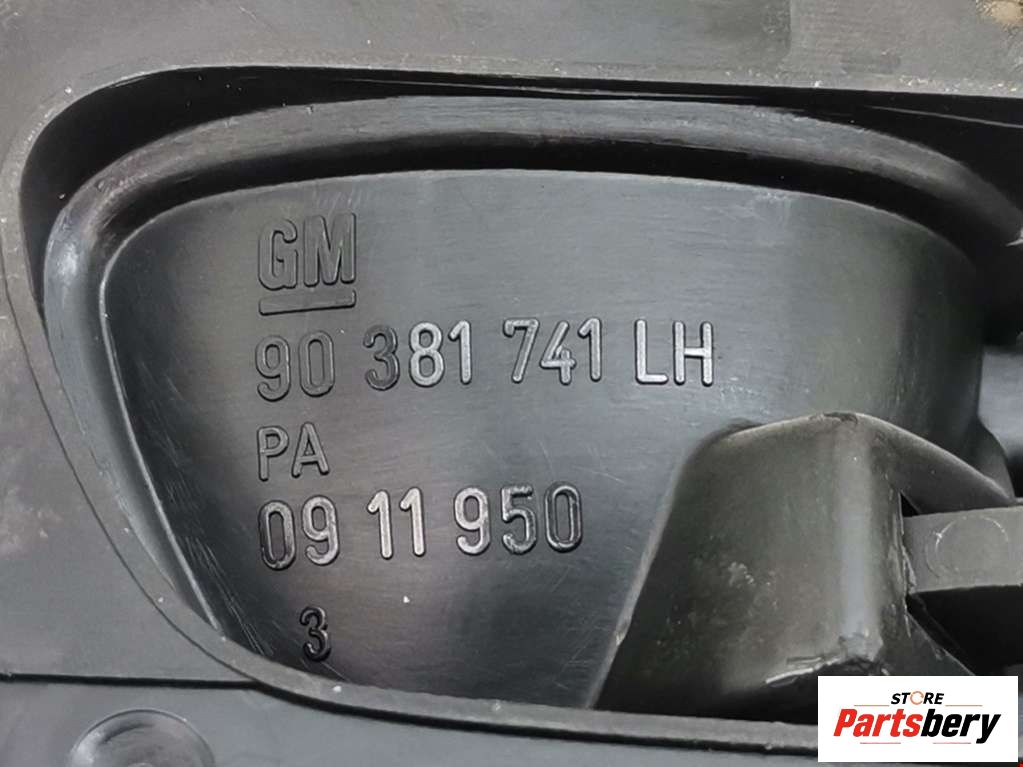 GM
90 381 741 LH
PA
09 11 950
3
STORE
Partsbery